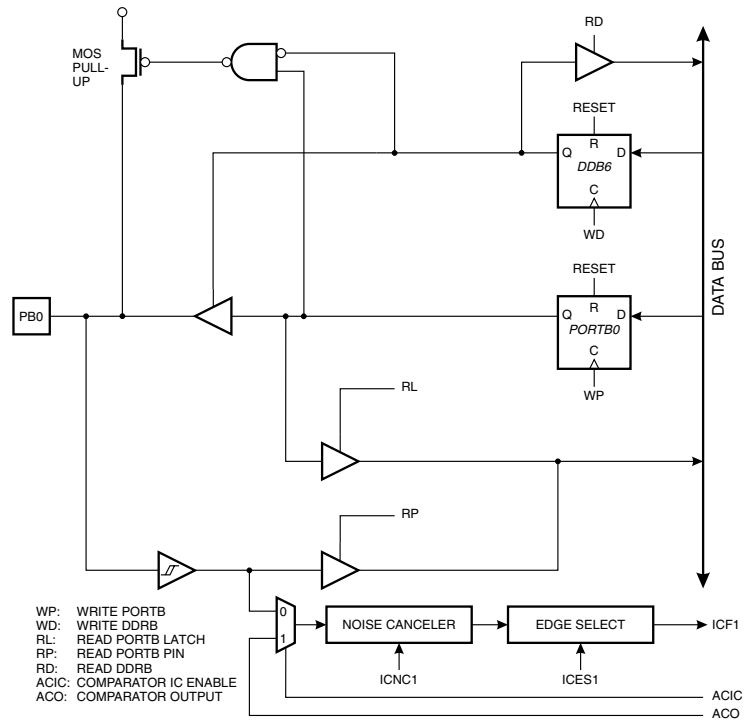 RD
MOS
PULL-
UP
RESET
R
Q
D
DDB6
C
WD
RESET
DATA BUS
R
PB0
Q
D
PORTB0
C
WP
RL
RP
WP: WRITE PORTB
WD: WRITE DDRB
RL: READ PORTB LATCH
RP: READ PORTB PIN
RD: READ DDRB
ACIC: COMPARATOR IC ENABLE
ACO: COMPARATOR OUTPUT
0
1
NOISE CANCELER
EDGE SELECT
ICF1
ICNC1
ICES1
ACIC
ACO